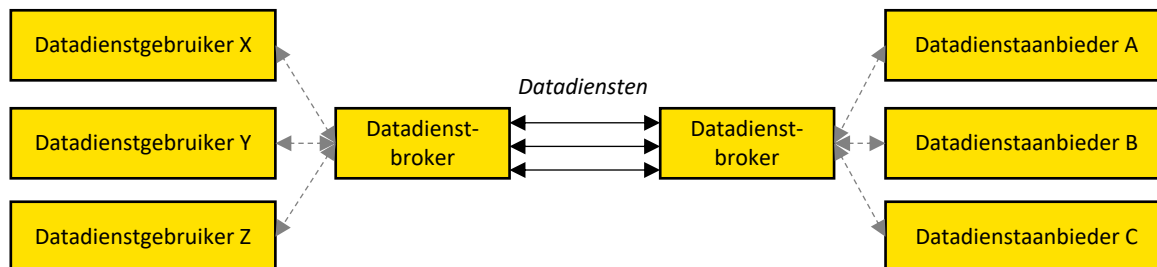 Datadienstgebruiker X
Datadienstaanbieder A
Datadiensten
Datadienstgebruiker Y
Datadienst-
broker
Datadienst-
broker
Datadienstaanbieder B
Datadienstgebruiker Z
Datadienstaanbieder C